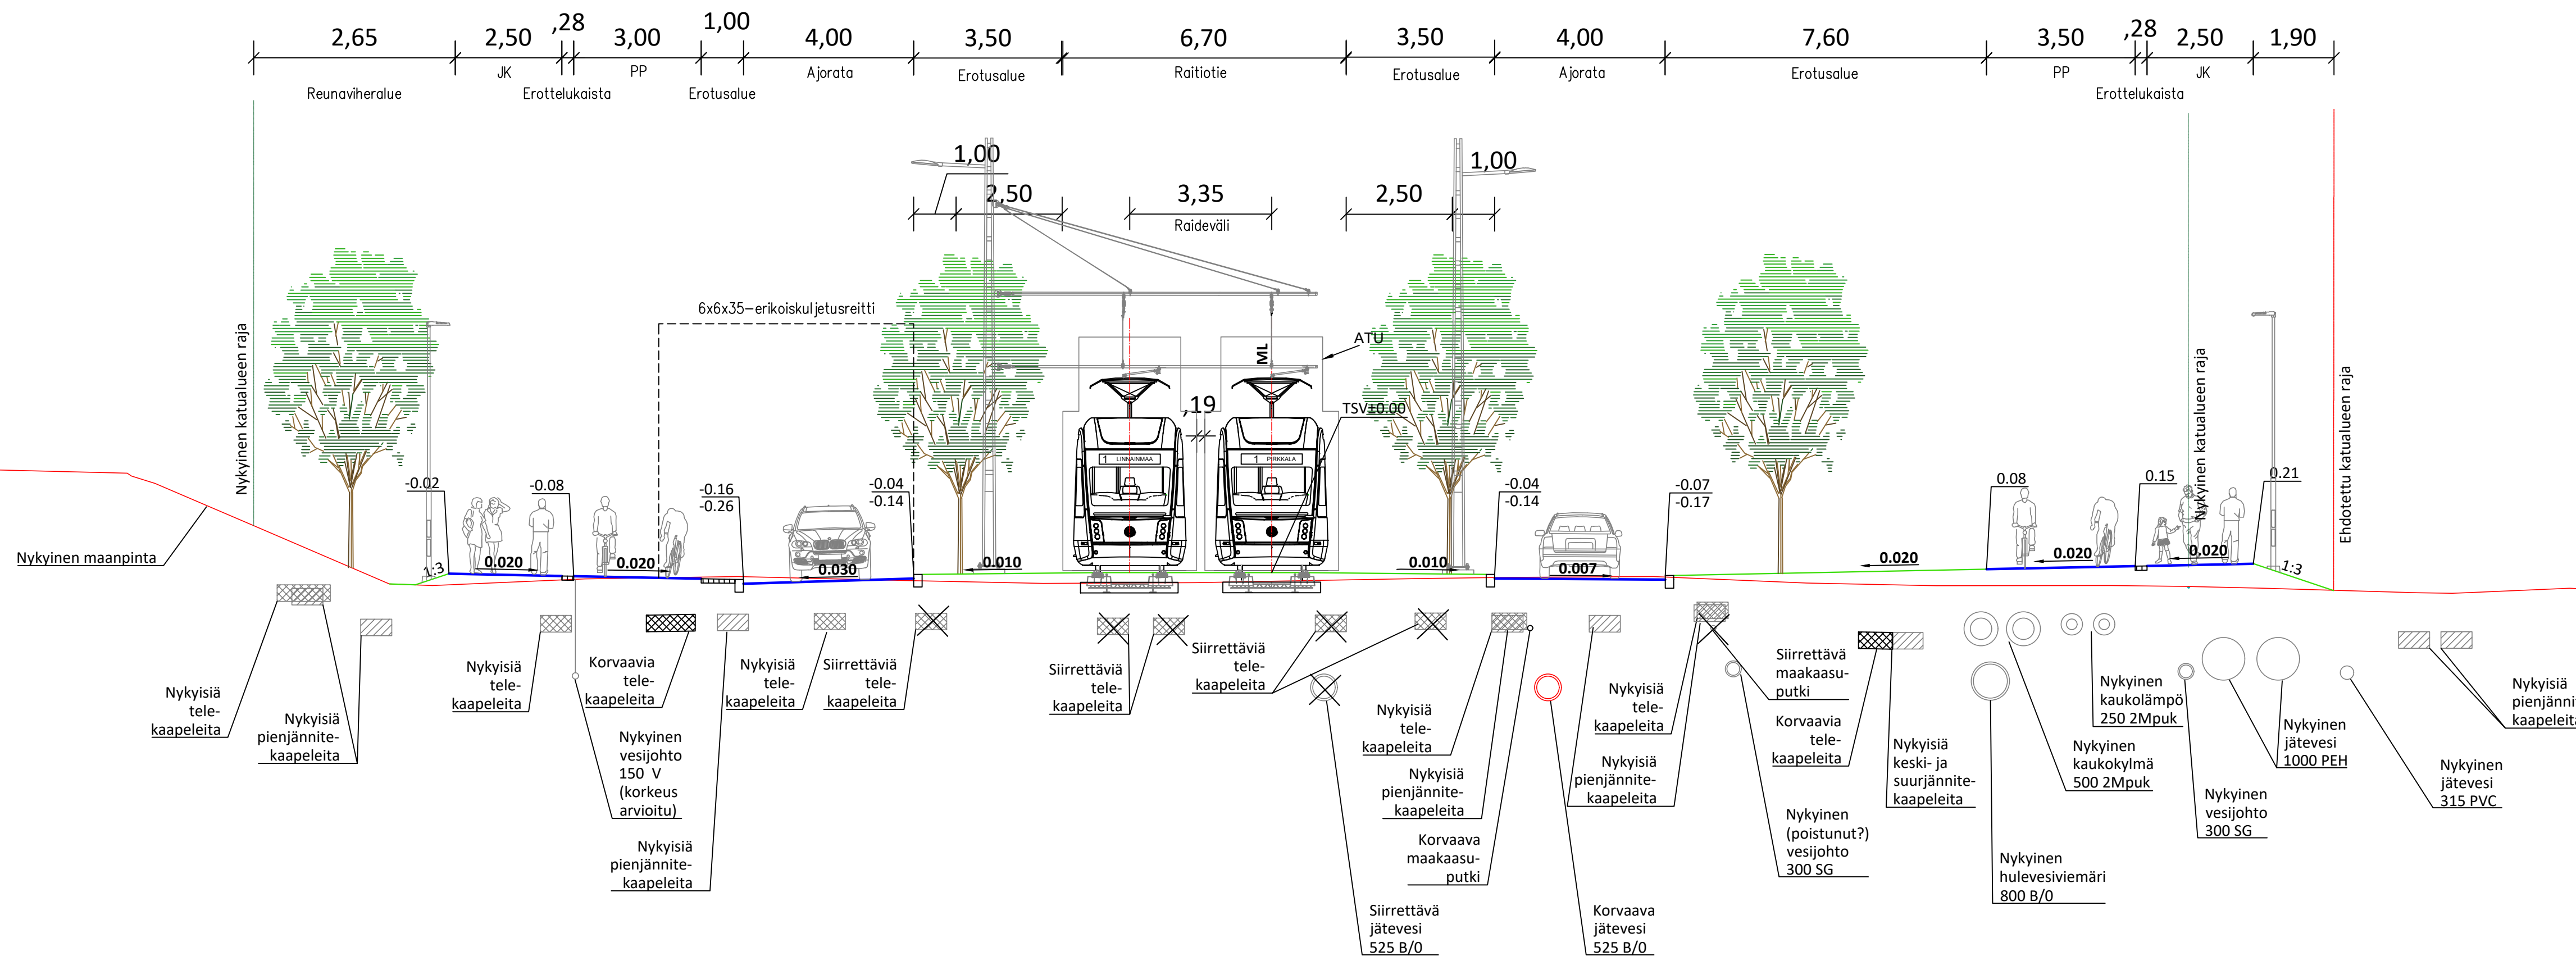 2,65
2,50
,28
3,00
1,00
4,00
3,50
6,70
3,50
4,00
7,60
3,50
,28
2,50
1,90
JK
PP
Ajorata
Erotusalue
Raitiotie
Erotusalue
Ajorata
Erotusalue
PP
JK
Reunaviheralue
Erottelukaista
Erotusalue
Erottelukaista
1,00
2,50
3,35
Raideväli
2,50
1,00
Nykyinen katualueen raja
6x6x35–erikoiskuljetusreitti
ATU
ML
,19
TSV±0.00
1 LINNAINMAA
1 PIRKKALA
Nykyinen katualueen raja
Ehdotettu katualueen raja
Nykyinen maanpinta
-0.02
-0.08
-0.16
-0.26
-0.04
-0.14
-0.04
-0.14
-0.07
-0.17
0.08
0.15
0.21
1:3
0.020
0.020
0.030
0.010
0.010
0.007
0.020
0.020
0.020
1:3
Nykyisiä
tele-
kaapeleita
Nykyisiä
pienjännite-
kaapeleita
Nykyisiä
tele-
kaapeleita
Korvaavia
tele-
kaapeleita
Nykyinen
vesijohto
150 V
(korkeus
arvioitu)
Nykyisiä
pienjännite-
kaapeleita
Nykyisiä
tele-
kaapeleita
Siirrettäviä
tele-
kaapeleita
Siirrettäviä
tele-
kaapeleita
Siirrettäviä
tele-
kaapeleita
Nykyisiä
tele-
kaapeleita
Nykyisiä
pienjännite-
kaapeleita
Korvaava
maakaasu-
putki
Siirrettävä
jätevesi
525 B/0
Korvaava
jätevesi
525 B/0
Nykyisiä
tele-
kaapeleita
Nykyisiä
pienjännite-
kaapeleita
Siirrettävä
maakaasu-
putki
Korvaavia
tele-
kaapeleita
Nykyinen
(poistunut?)
vesijohto
300 SG
Nykyisiä
keski- ja
suurjännite-
kaapeleita
Nykyinen
hulevesiviemäri
800 B/0
Nykyinen
kaukokylmä
500 2Mpuk
Nykyinen
kaukolämpö
250 2Mpuk
Nykyinen
vesijohto
300 SG
Nykyinen
jätevesi
1000 PEH
Nykyinen
jätevesi
315 PVC
Nykyisiä
pienjännit
kaapeleita